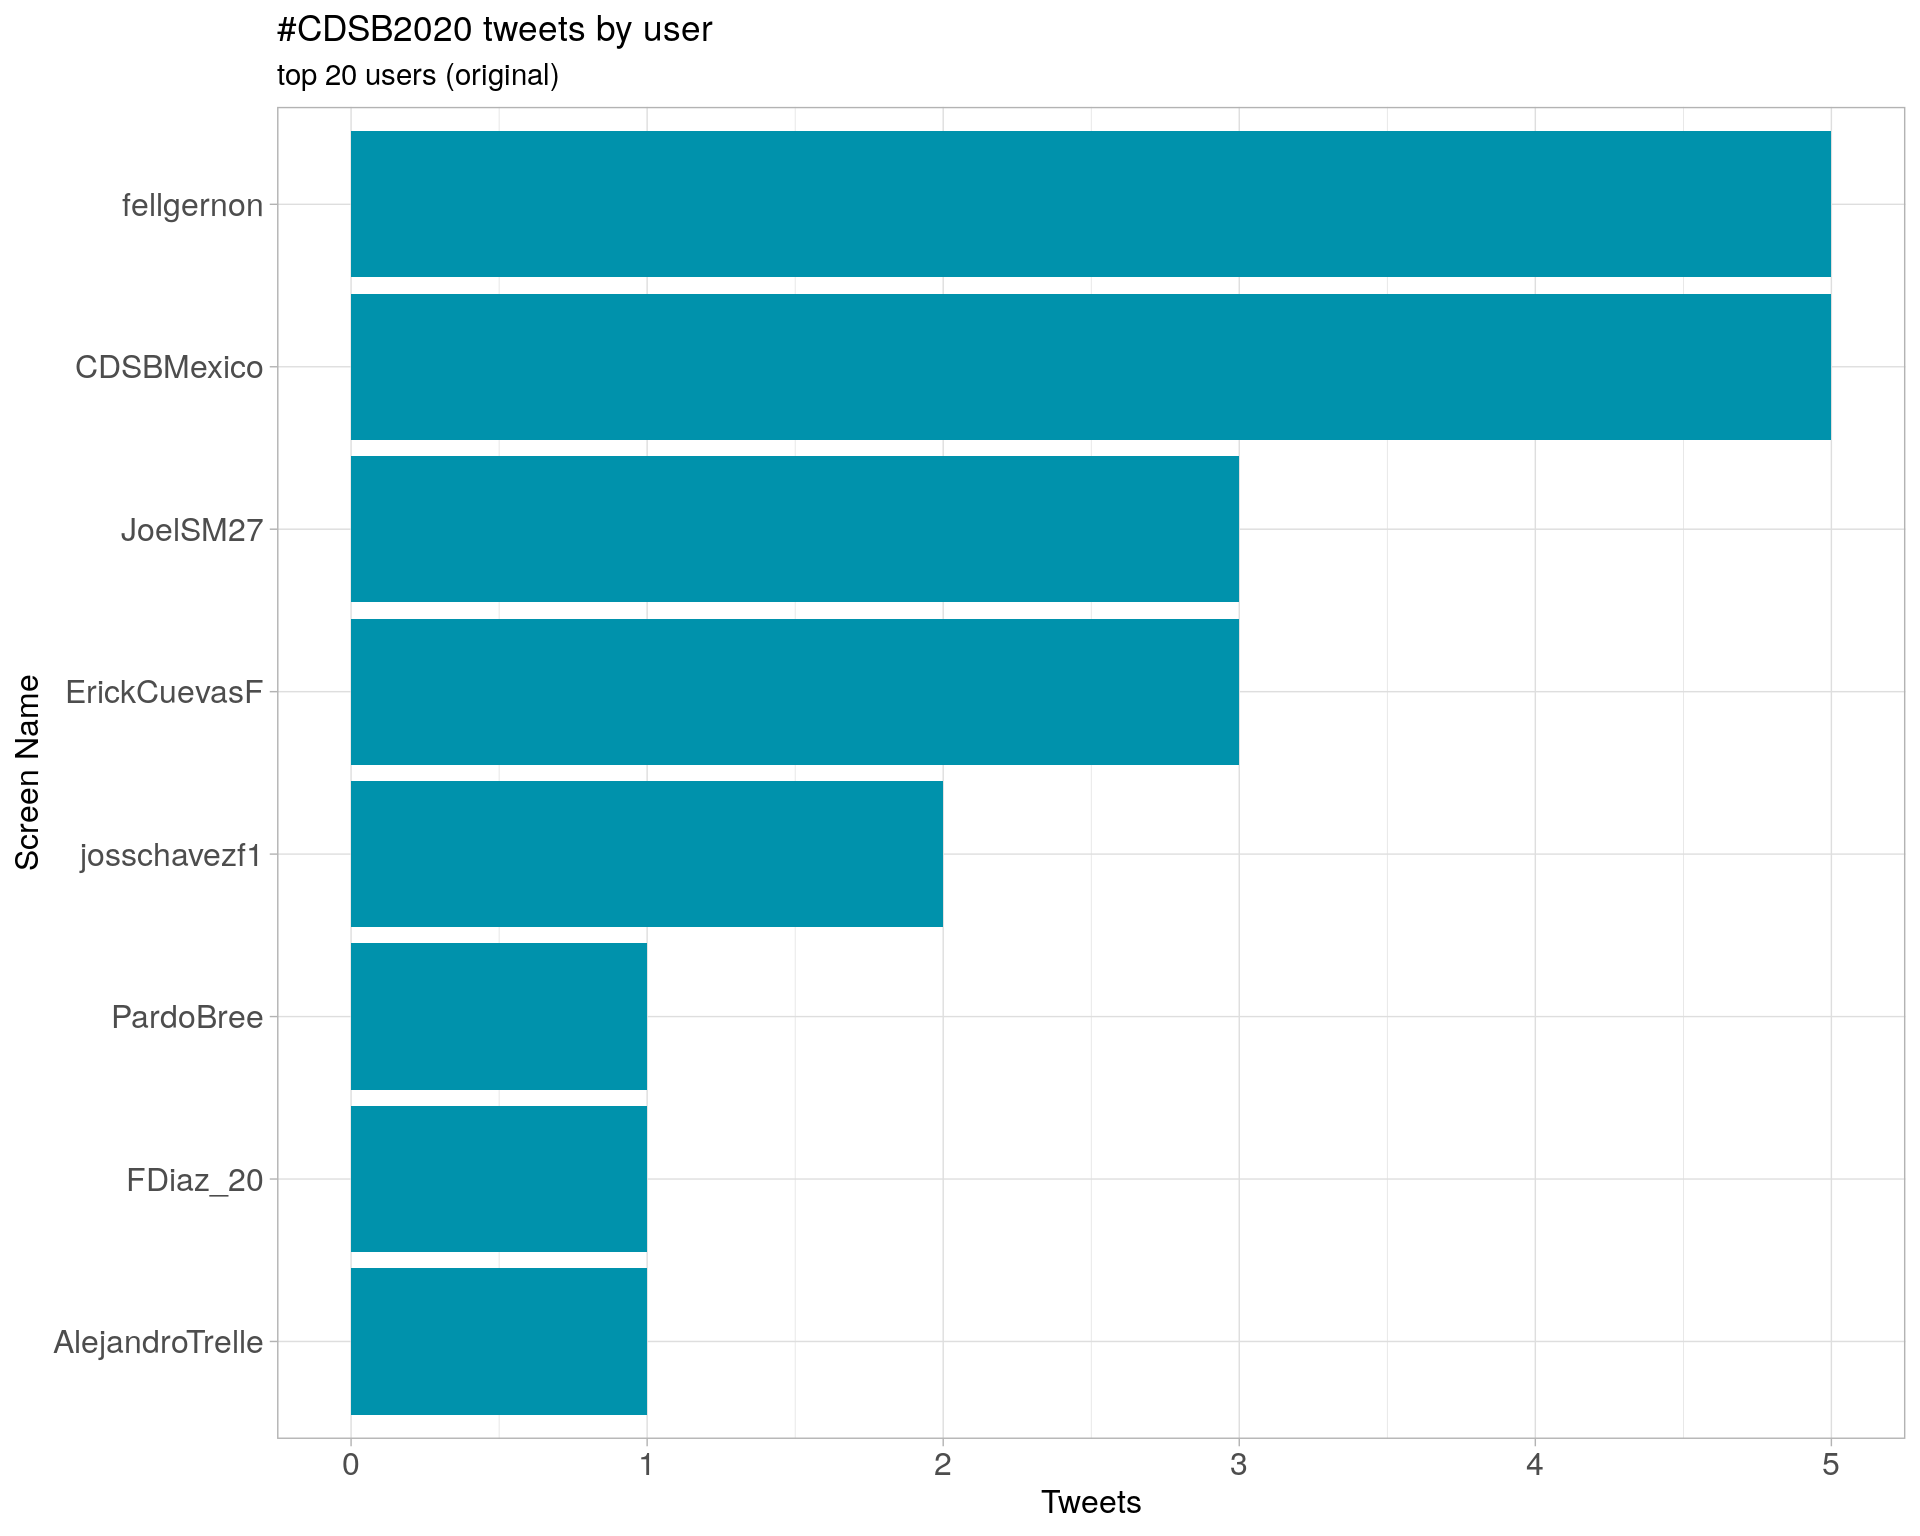 #CDSB2020 tweets by user
top 20 users (original)
Screen Name
fellgernon
CDSBMexico
JoelSM27
ErickCuevasF
josschavezf1
PardoBree
FDiaz_20
AlejandroTrelle
0 1 2 3 4 5
Tweets